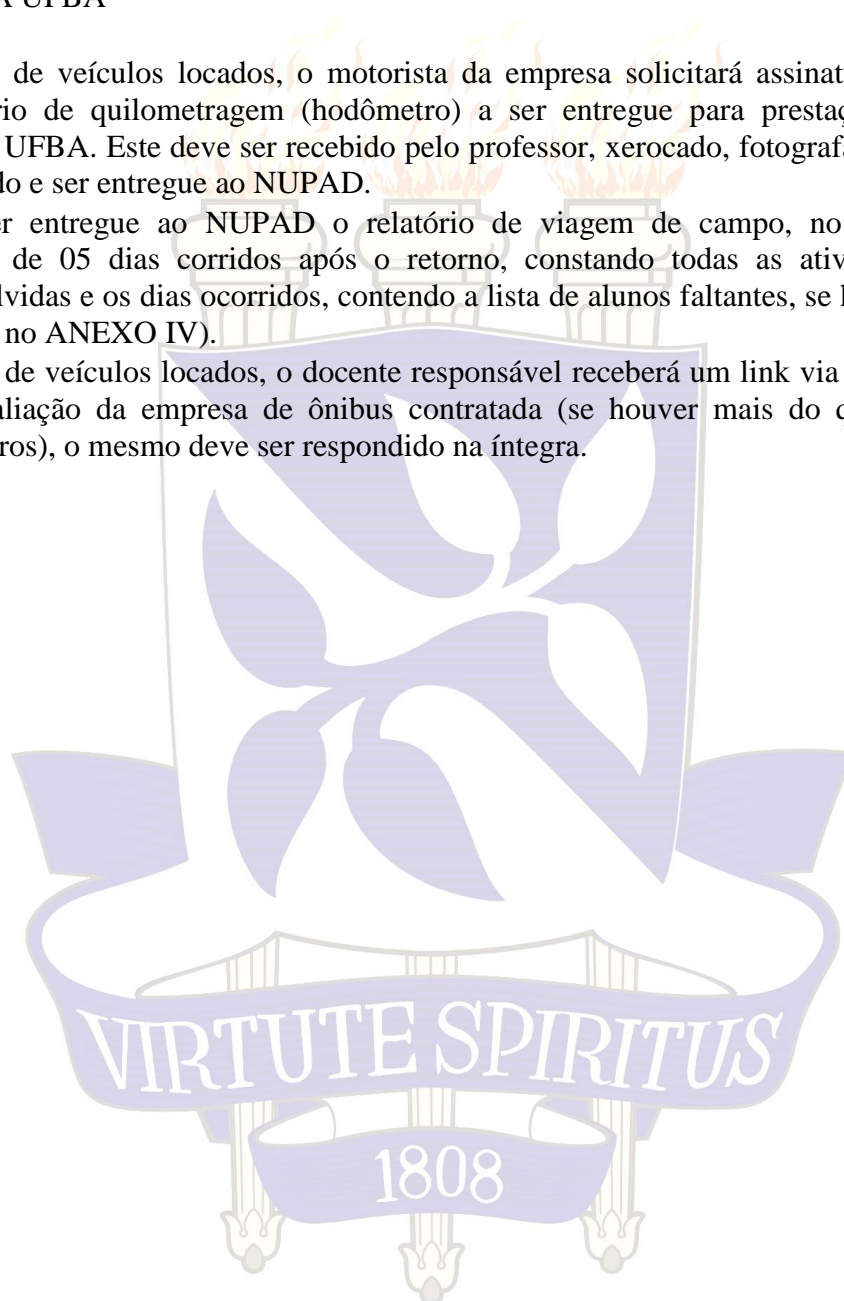 A UFBA
de veículos locados, o motorista da empresa solicitará assinat
rio de quilometragem (hodômetro) a ser entregue para prestaç
UFBA. Este deve ser recebido pelo professor, xerocado, fotografa
do e ser entregue ao NUPAD.
er entregue ao NUPAD o relatório de viagem de campo, no
de 05 dias corridos após o retorno, constando todas as ativ
lvidas e os dias ocorridos, contendo a lista de alunos faltantes, se h
no ANEXO IV).
de veículos locados, o docente responsável receberá um link via
aliação da empresa de ônibus contratada (se houver mais do q
ros), o mesmo deve ser respondido na íntegra.
VIRTUTE SPIRITUS
1808